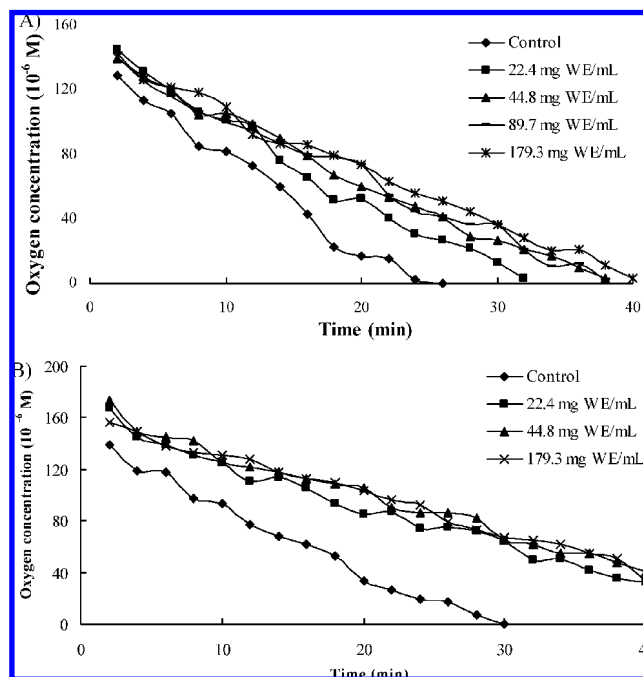 A)
160
120
80
40
0
Oxygen concentration (10⁻⁶ M)
Control
22.4 mg WE/mL
44.8 mg WE/mL
89.7 mg WE/mL
179.3 mg WE/mL
0 10 20 30 40
Time (min)
B)
200
160
120
80
40
0
Oxygen concentration (10⁻⁶ M)
Control
22.4 mg WE/mL
44.8 mg WE/mL
179.3 mg WE/mL
0 10 20 30
Time (min)